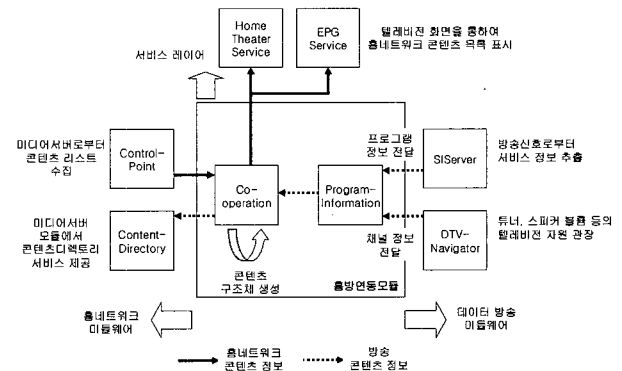 Home
Theater
Service
EPG
Service
텔레비전 화면을 통하여
홈네트워크 콘텐츠 목록 표시
서비스 레이어
미디어서버로부터
콘텐츠 리스트
수집
Control-
Point
프로그램
정보 전달
SIServer
방송신호로부터
서비스 정보 추출
Co-
operation
Program-
Information
미디어서버
모듈에서
콘텐츠디렉토리
서비스 제공
Content-
Directory
채널 정보
전달
DTV-
Navigator
튜너, 스피커 볼륨 등의
텔레비전 자원 관장
콘텐츠
구조체 생성
홈방연동모듈
홈네트워크
미들웨어
데이터 방송
미들웨어
홈네트워크
콘텐츠 정보
방송
콘텐츠 정보